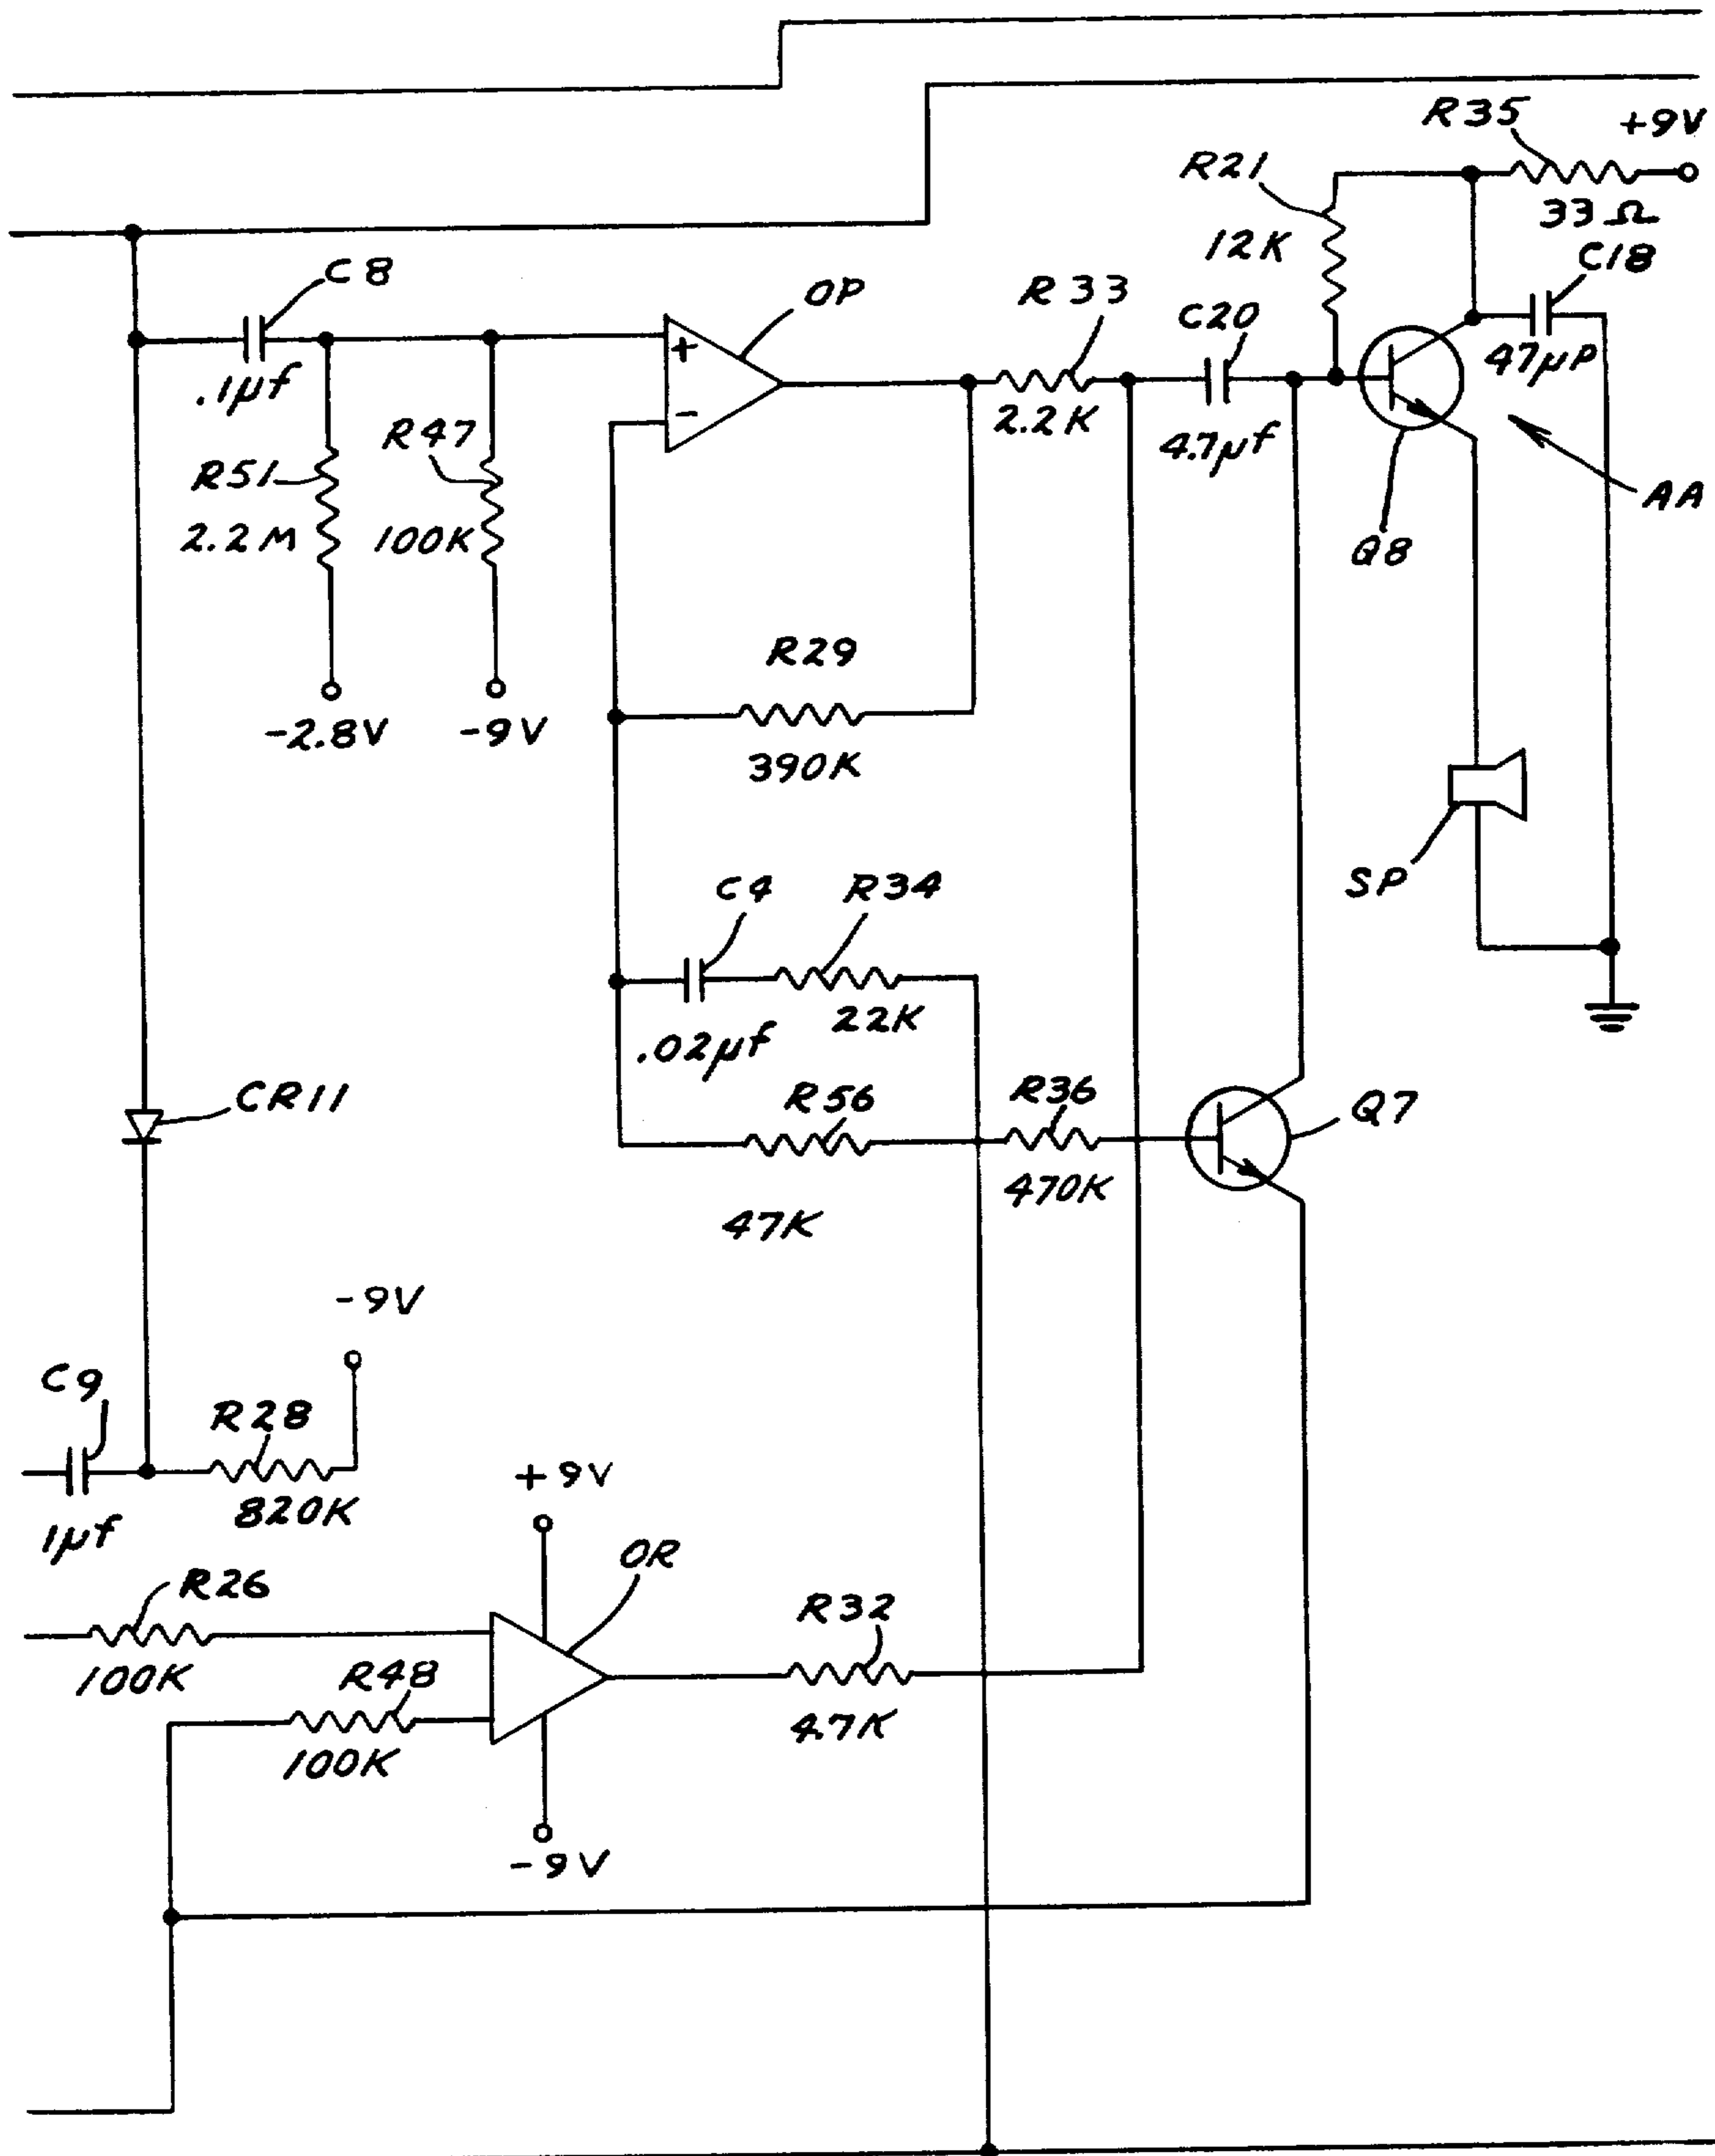 R35
+9V
R21
33Ω
12K
C18
C8
OP
R33
C20
47µP
.1µf
R47
2.2K
4.7µf
R51
AA
2.2M
100K
Q8
R29
-2.8V
-9V
390K
C4
R34
SP
22K
.02µf
CR11
R56
R36
Q7
470K
47K
-9V
C9
R28
+9V
820K
1µf
OR
R26
R32
100K
R48
4.7K
100K
-9V